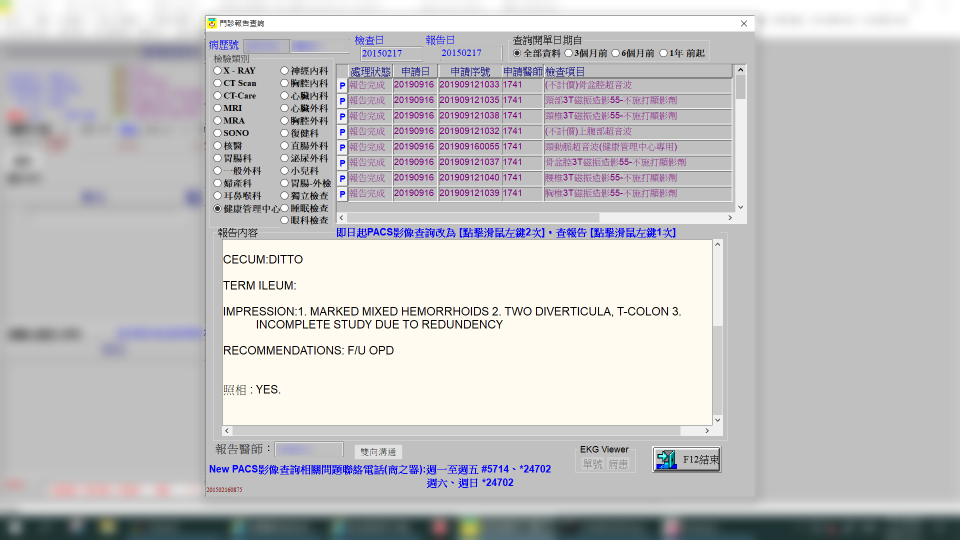 門診報告查詢
病歷號
檢查日
20150217
報告日
20150217
查詢開單日期自
全部資料 3個月前 6個月前 1年 前起
檢驗類別
X - RAY
CT Scan
CT-Care
MRI
MRA
SONO
核醫
胃腸科
一般外科
婦產科
耳鼻喉科
健康管理中心
神經內科
胸腔內科
心臟內科
心臟外科
胸腔外科
復健科
直腸外科
泌尿外科
小兒科
胃腸-外檢
獨立檢查
睡眠檢查
眼科檢查
處理狀態 申請日 申請序號 申請醫師 檢查項目
P 報告完成 20190916 201909121033 1741 (不計價)骨盆腔超音波
P 報告完成 20190916 201909121035 1741 頭部3T磁振造影55-不施打顯影劑
P 報告完成 20190916 201909121038 1741 頸椎3T磁振造影55-不施打顯影劑
P 報告完成 20190916 201909121032 1741 (不計價)上腹部超音波
P 報告完成 20190916 201909160055 1741 頸動脈超音波(健康管理中心專用)
P 報告完成 20190916 201909121037 1741 骨盆腔3T磁振造影55-不施打顯影劑
P 報告完成 20190916 201909121040 1741 腰椎3T磁振造影55-不施打顯影劑
P 報告完成 20190916 201909121039 1741 胸椎3T磁振造影55-不施打顯影劑
報告內容
即日起PACS影像查詢改為 [點擊滑鼠左鍵2次]，查報告 [點擊滑鼠左鍵1次]
CECUM:DITTO
TERM ILEUM:
IMPRESSION:1. MARKED MIXED HEMORRHOIDS 2. TWO DIVERTICULA, T-COLON 3.
INCOMPLETE STUDY DUE TO REDUNDENCY
RECOMMENDATIONS: F/U OPD
照相 : YES.
報告醫師：
雙向溝通
EKG Viewer
單號 病患
F12結束
New PACS影像查詢相關問題聯絡電話(商之器):週一至週五 #5714、*24702
週六、週日 *24702
201502160875